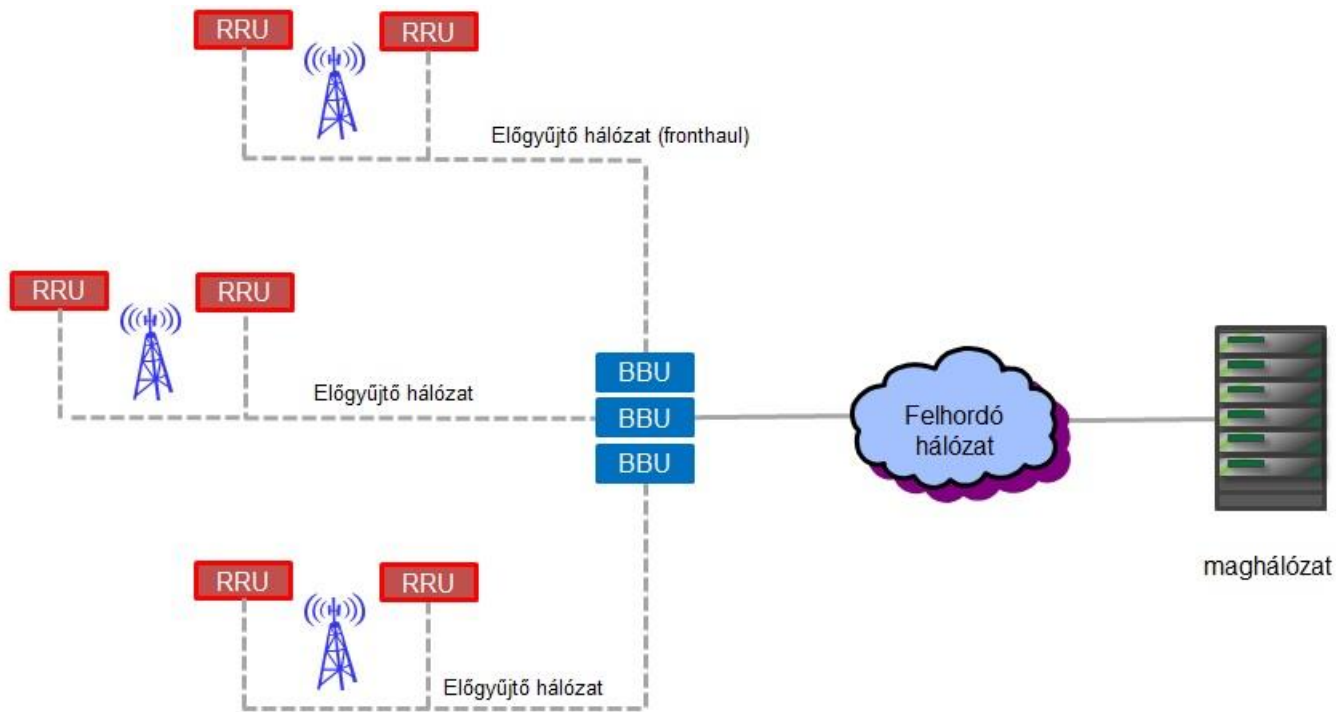 RRU
RRU
Előgyűjtő hálózat (fronthaul)
RRU
RRU
Előgyűjtő hálózat
BBU
BBU
BBU
Felhordó
hálózat
maghálózat
RRU
RRU
Előgyűjtő hálózat